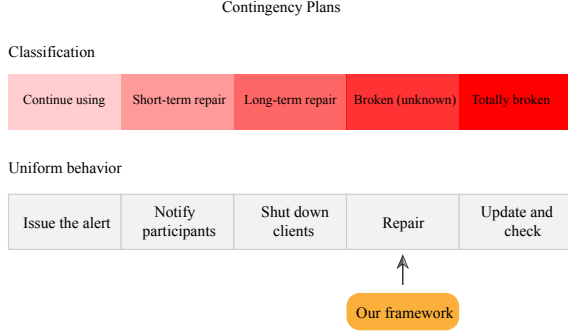 Contingency Plans
Classification
Continue using
Short-term repair
Long-term repair
Broken (unknown)
Totally broken
Uniform behavior
Issue the alert
Notify
participants
Shut down
clients
Repair
Update and
check
Our framework